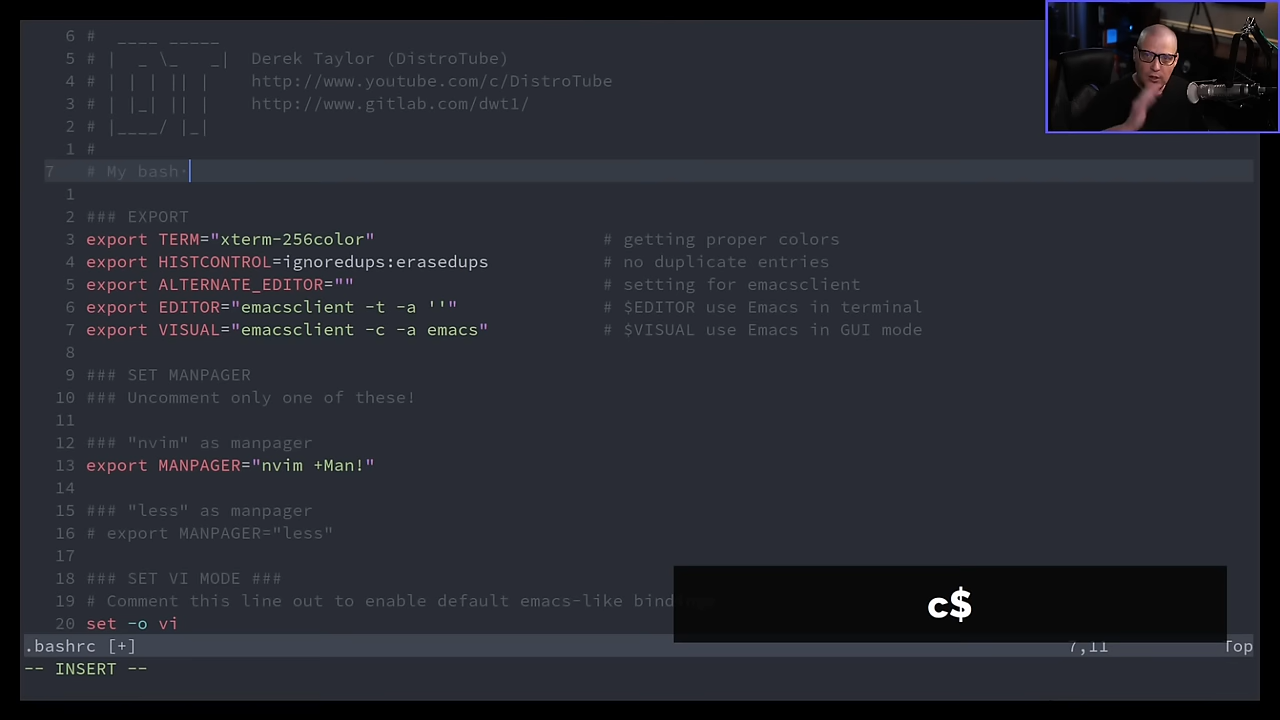 6 #  ____ _____
5 # |  _ \_   _|  Derek Taylor (DistroTube)
4 # | | | || |    http://www.youtube.com/c/DistroTube
3 # | |_| || |    http://www.gitlab.com/dwt1/
2 # |____/ |_|
1 #
7 # My bash
1
2 ### EXPORT
3 export TERM="xterm-256color" # getting proper colors
4 export HISTCONTROL=ignoredups:erasedups # no duplicate entries
5 export ALTERNATE_EDITOR="" # setting for emacsclient
6 export EDITOR="emacsclient -t -a ''" # $EDITOR use Emacs in terminal
7 export VISUAL="emacsclient -c -a emacs" # $VISUAL use Emacs in GUI mode
8
9 ### SET MANPAGER
10 ### Uncomment only one of these!
11
12 ### "nvim" as manpager
13 export MANPAGER="nvim +Man!"
14
15 ### "less" as manpager
16 # export MANPAGER="less"
17
18 ### SET VI MODE ###
19 # Comment this line out to enable default emacs-like bindings
20 set -o vi
c$
.bashrc [+] 7,11 Top
-- INSERT --